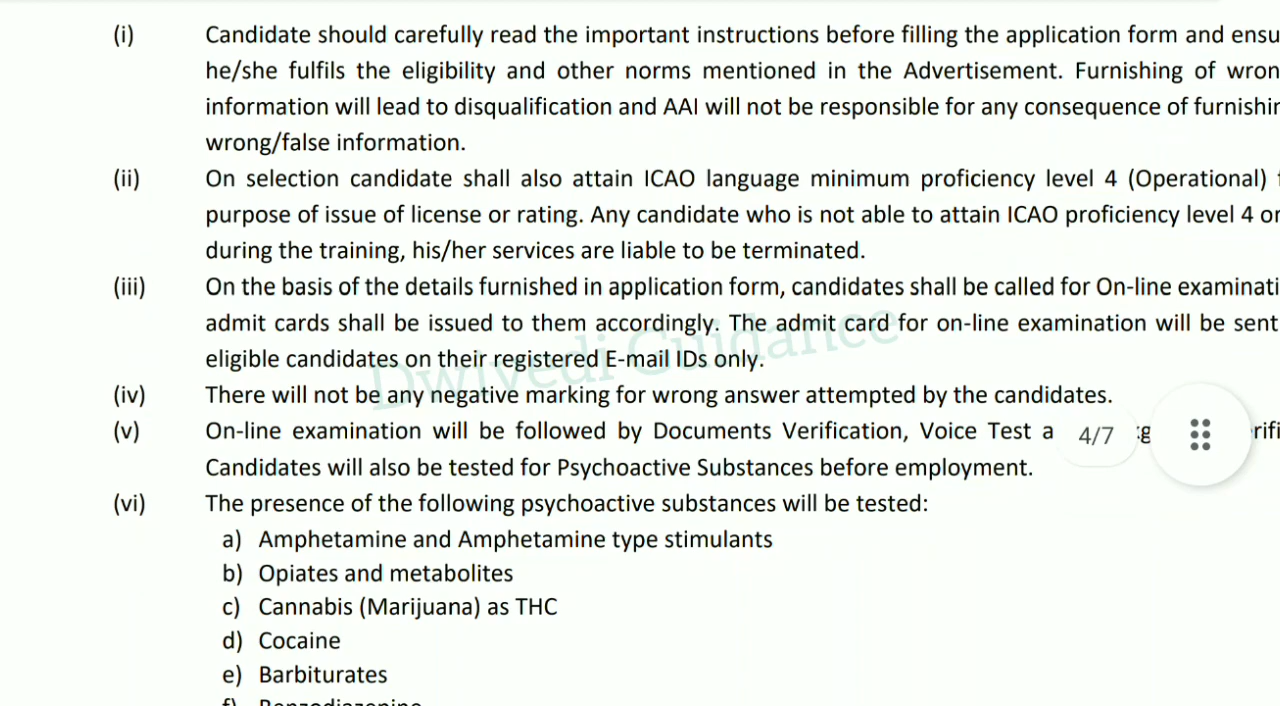 (i) Candidate should carefully read the important instructions before filling the application form and ensu
he/she fulfils the eligibility and other norms mentioned in the Advertisement. Furnishing of wron
information will lead to disqualification and AAI will not be responsible for any consequence of furnishin
wrong/false information.
(ii) On selection candidate shall also attain ICAO language minimum proficiency level 4 (Operational)
purpose of issue of license or rating. Any candidate who is not able to attain ICAO proficiency level 4 or
during the training, his/her services are liable to be terminated.
(iii) On the basis of the details furnished in application form, candidates shall be called for On-line examinati
admit cards shall be issued to them accordingly. The admit card for on-line examination will be sent
eligible candidates on their registered E-mail IDs only.
Dwivedi Guidance
(iv) There will not be any negative marking for wrong answer attempted by the candidates.
(v) On-line examination will be followed by Documents Verification, Voice Test a 4/7 rifi
Candidates will also be tested for Psychoactive Substances before employment.
(vi) The presence of the following psychoactive substances will be tested:
a) Amphetamine and Amphetamine type stimulants
b) Opiates and metabolites
c) Cannabis (Marijuana) as THC
d) Cocaine
e) Barbiturates